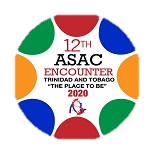 12TH
ASAC
ENCOUNTER
TRINIDAD AND TOBAGO
"THE PLACE TO BE"
2020